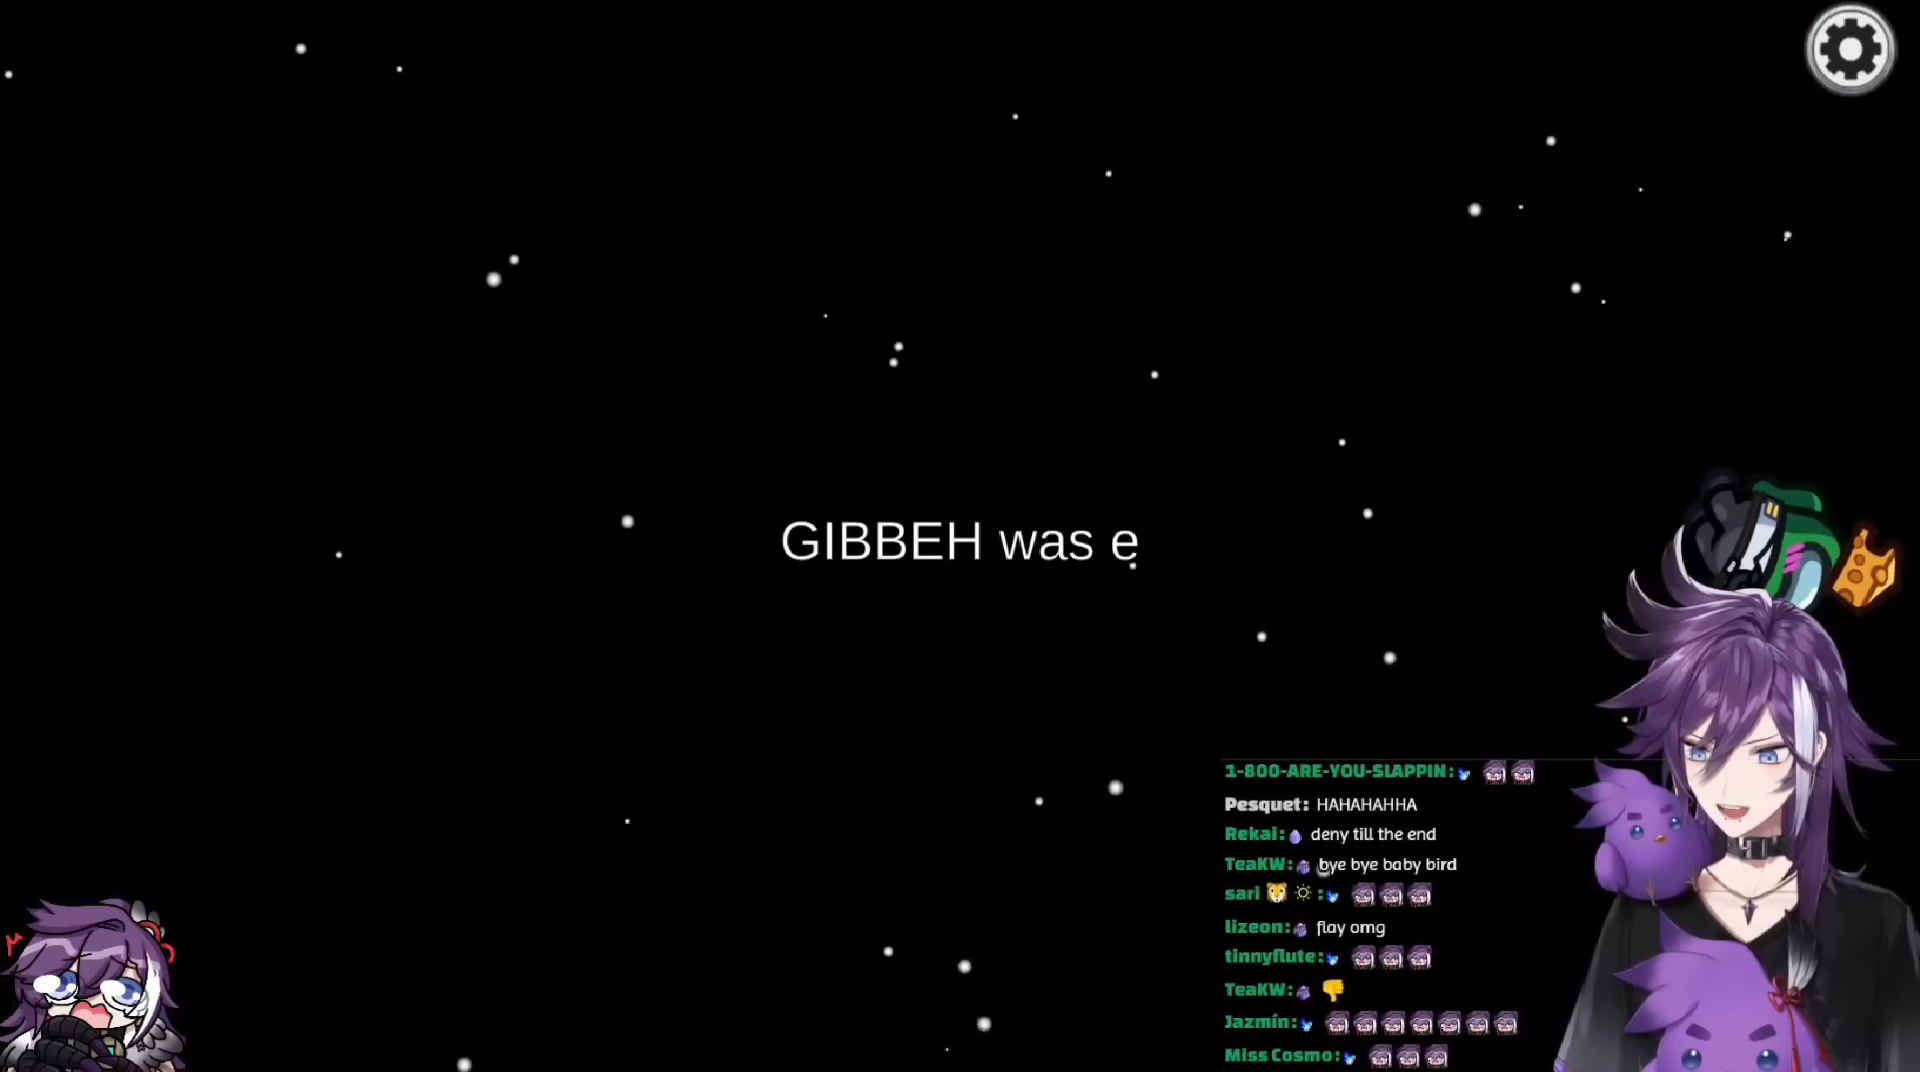 GIBBEH was e
1-800-ARE-YOU-SLAPPIN:
Pesquet: HAHAHAHHA
Rekai: deny till the end
TeaKW: bye bye baby bird
sari :
lizeon: flay omg
tinnyflute:
TeaKW:
Jazmín:
Miss Cosmo: